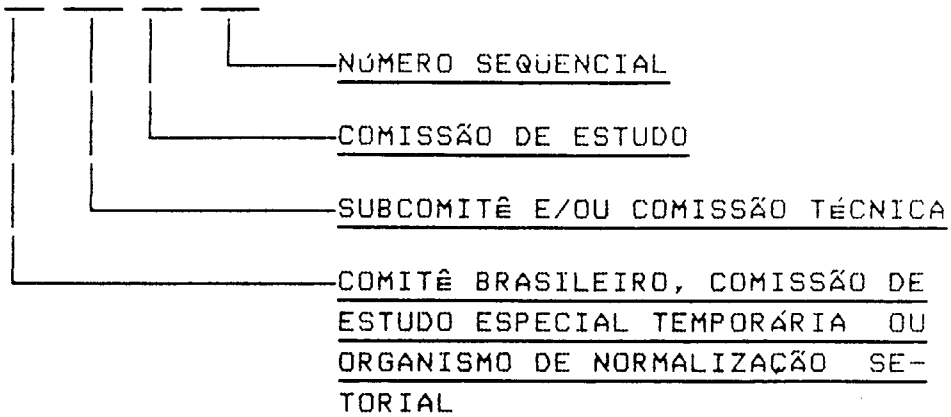 NÚMERO SEQÜENCIAL
COMISSÃO DE ESTUDO
SUBCOMITÊ E/OU COMISSÃO TÉCNICA
COMITÊ BRASILEIRO, COMISSÃO DE
ESTUDO ESPECIAL TEMPORÁRIA OU
ORGANISMO DE NORMALIZAÇÃO SE-
TORIAL